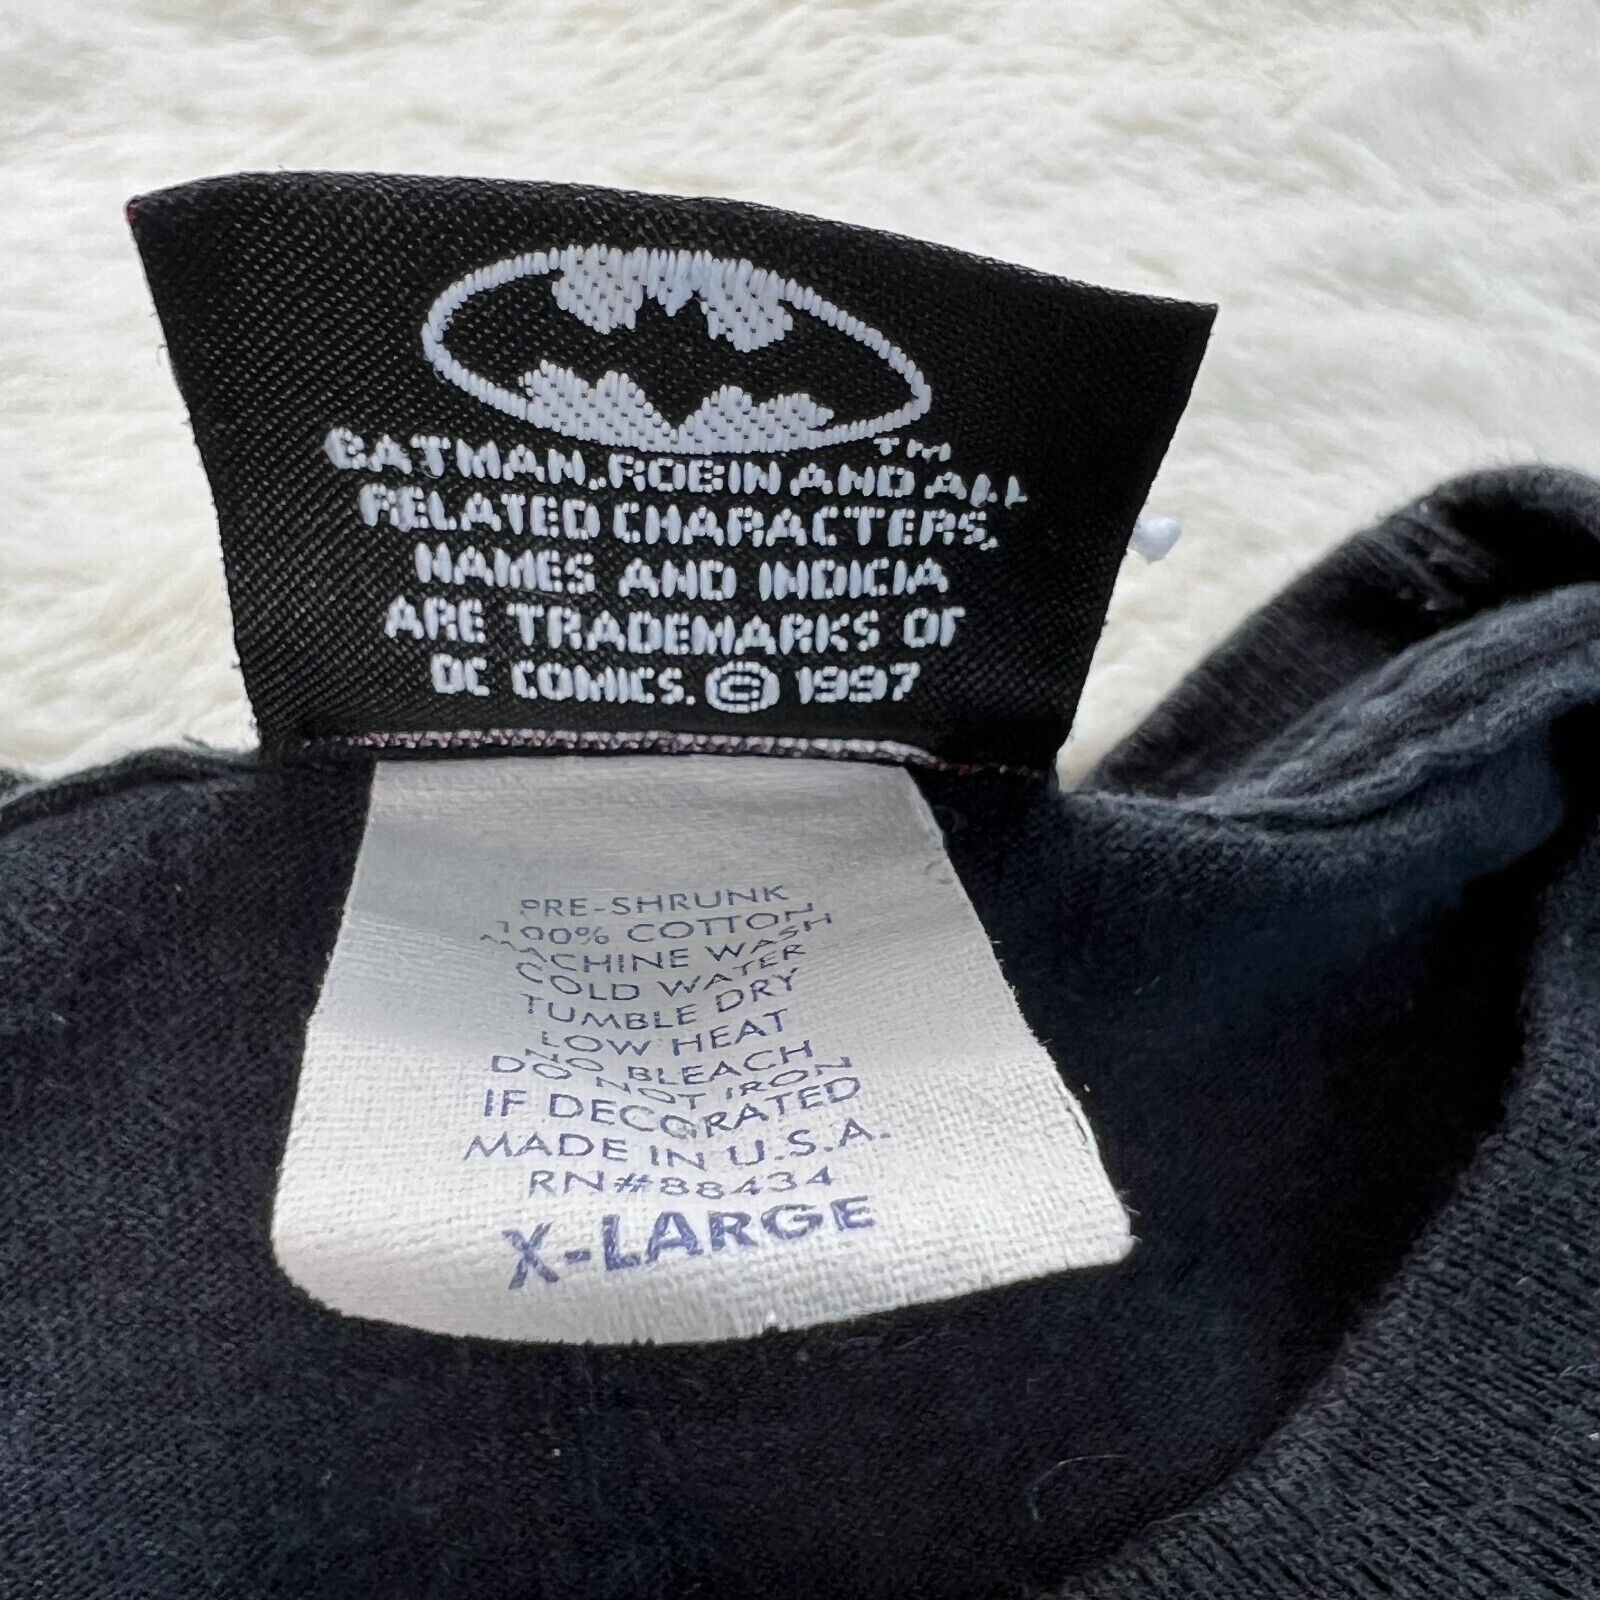 TM
BATMAN, ROBIN AND ALL
RELATED CHARACTERS,
NAMES AND INDICIA
ARE TRADEMARKS OF
DC COMICS. © 1997
PRE-SHRUNK
100% COTTON
MACHINE WASH
COLD WATER
TUMBLE DRY
LOW HEAT
NO BLEACH
DO NOT IRON
IF DECORATED
MADE IN U.S.A.
RN#88434
X-LARGE